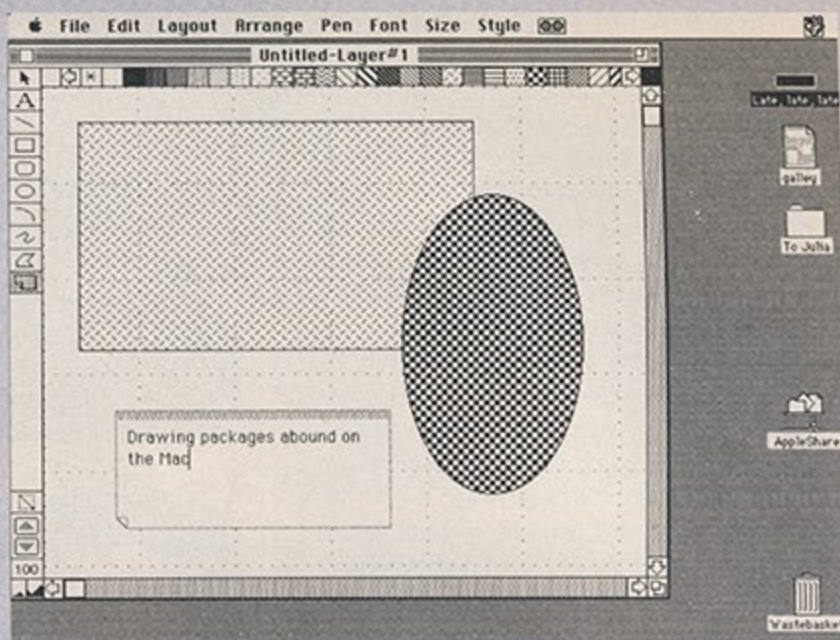 File Edit Layout Arrange Pen Font Size Style
Untitled-Layer#1
A
galley
To Julia
Drawing packages abound on
the Mac
AppleShare
100